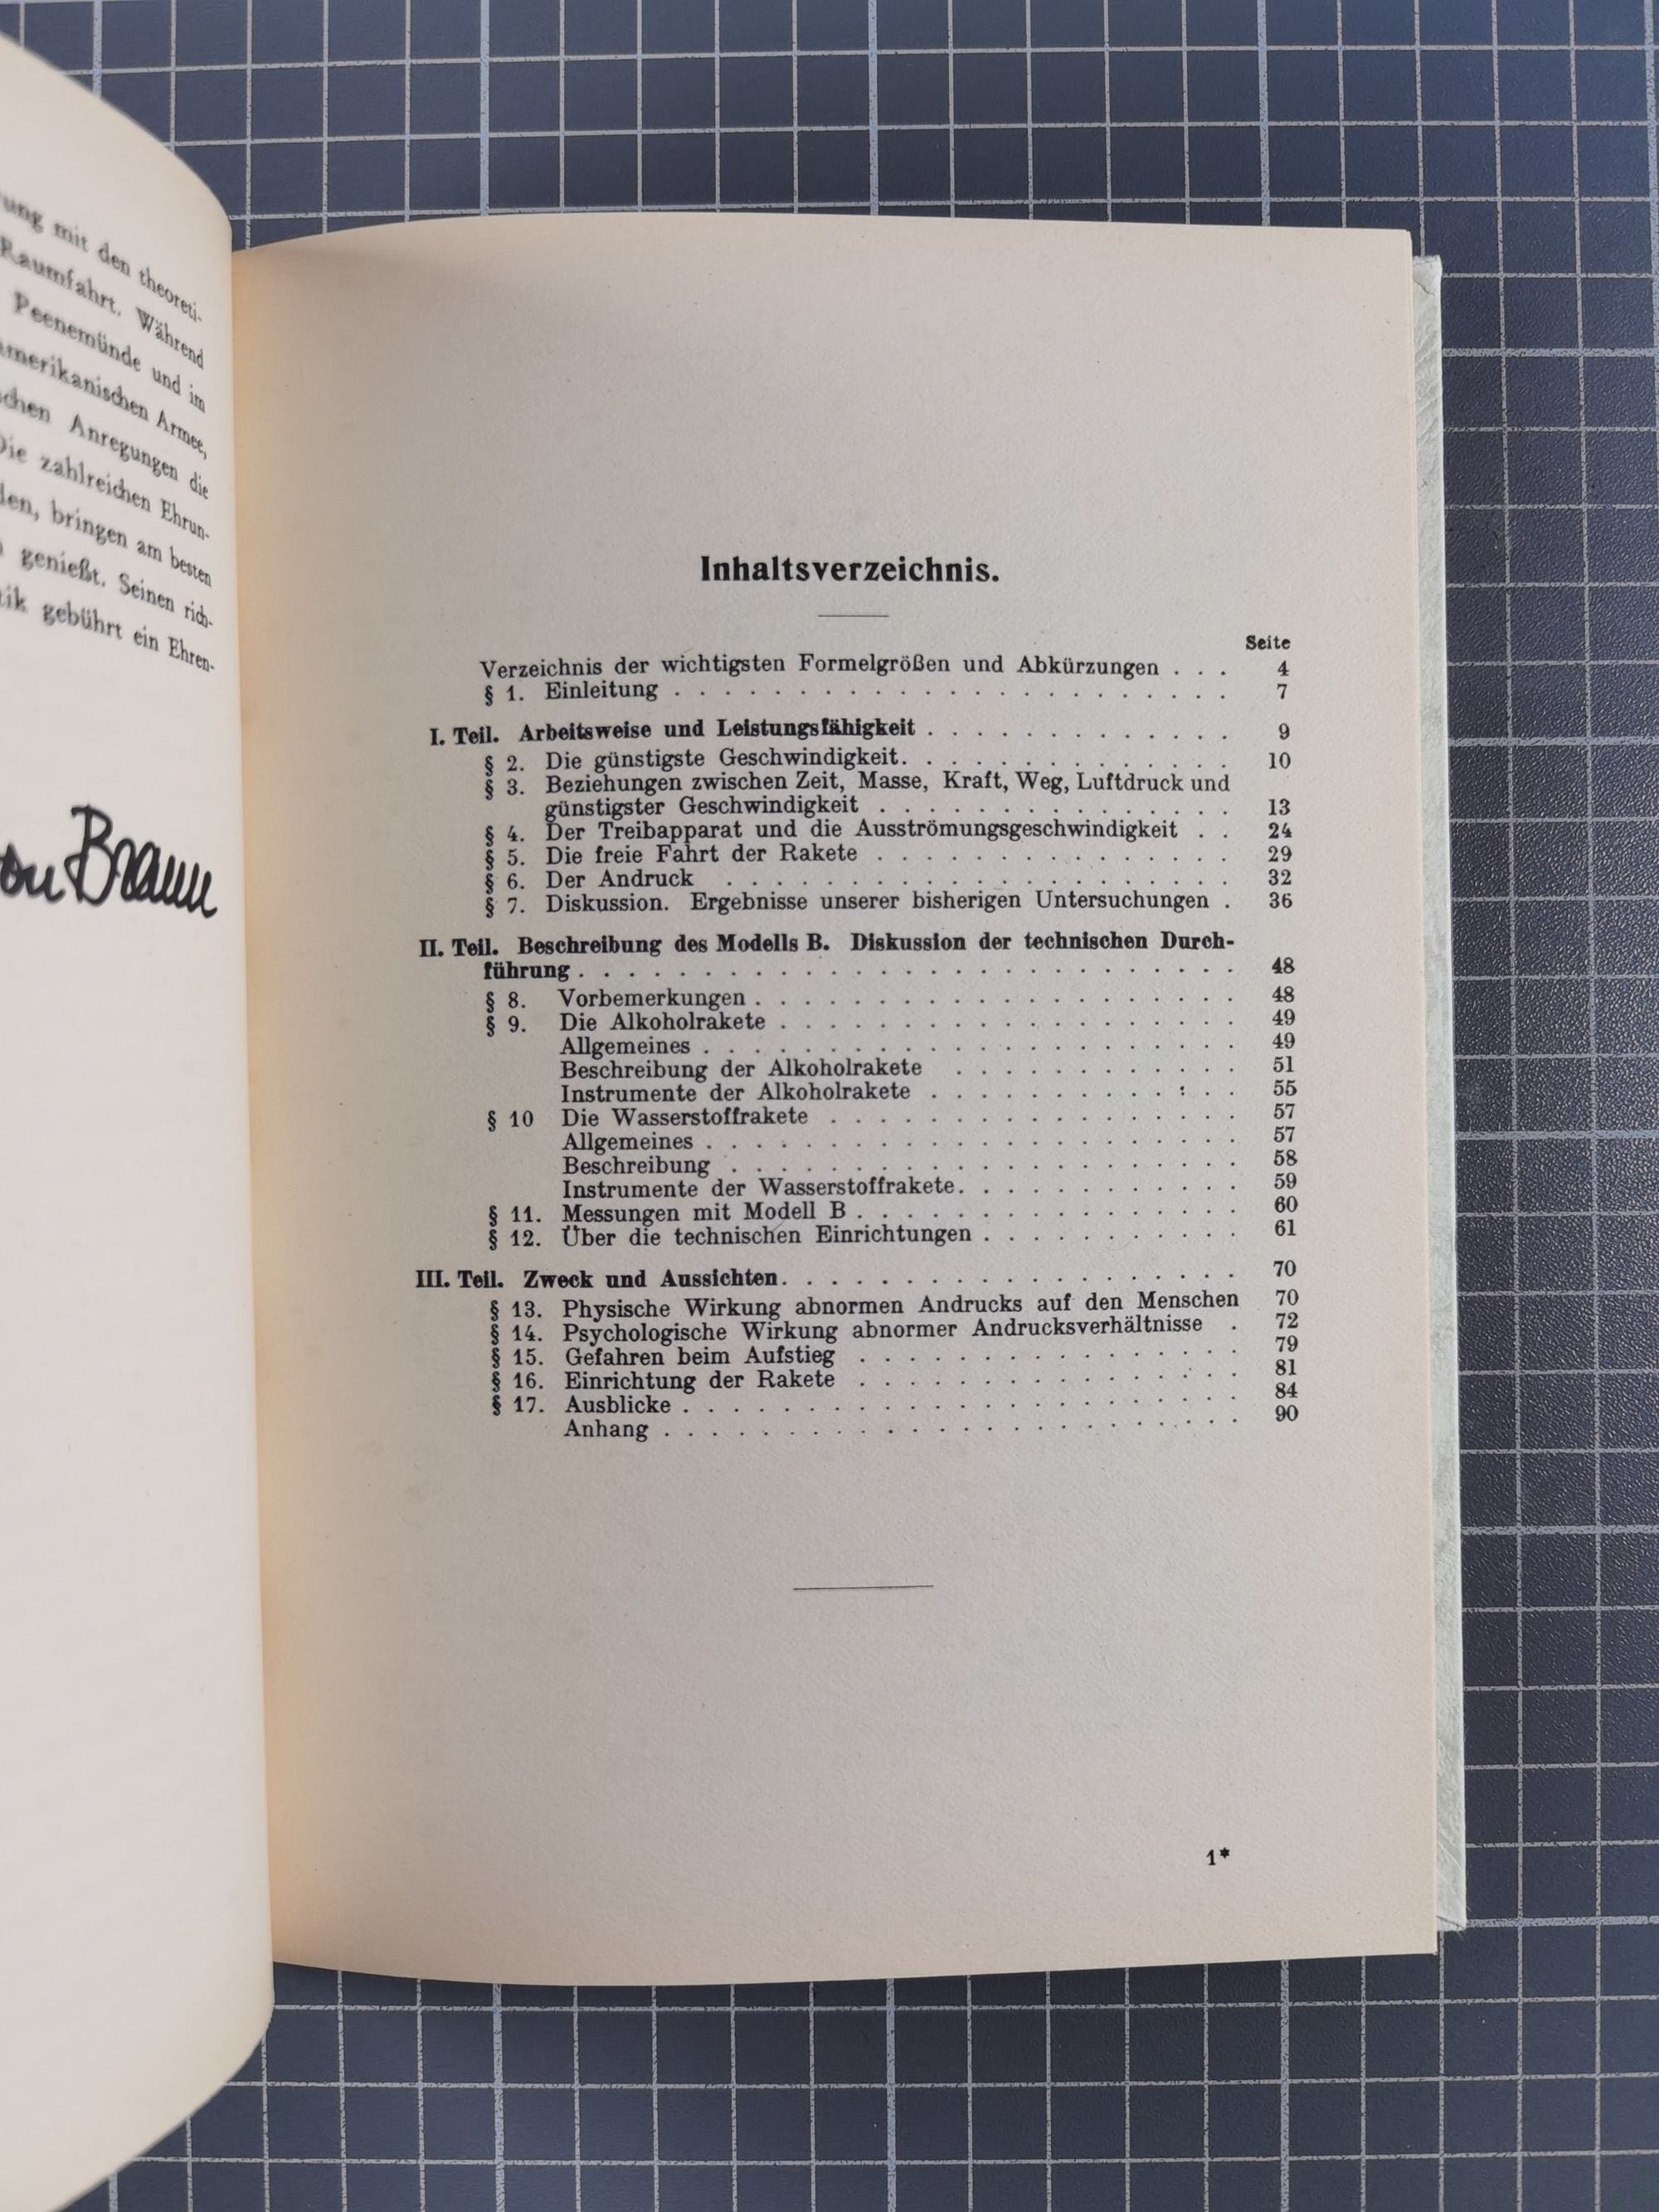 ung mit den theoreti-
Raumfahrt. Während
Peenemünde und im
amerikanischen Armee,
schen Anregungen die
Die zahlreichen Ehrun-
den, bringen am besten
genießt. Seinen rich-
tik gebührt ein Ehren-
von Braun
Inhaltsverzeichnis.
Seite
Verzeichnis der wichtigsten Formelgrößen und Abkürzungen . . . 4
§ 1. Einleitung . . . . . . . . . . . . . . . . . . . . . . 7
I. Teil. Arbeitsweise und Leistungsfähigkeit . . . . . . . . . . . . . 9
§ 2. Die günstigste Geschwindigkeit. . . . . . . . . . . . . . 10
§ 3. Beziehungen zwischen Zeit, Masse, Kraft, Weg, Luftdruck und
günstigster Geschwindigkeit . . . . . . . . . . . . . . . 13
§ 4. Der Treibapparat und die Ausströmungsgeschwindigkeit . . 24
§ 5. Die freie Fahrt der Rakete . . . . . . . . . . . . . . . 29
§ 6. Der Andruck . . . . . . . . . . . . . . . . . . . . . 32
§ 7. Diskussion. Ergebnisse unserer bisherigen Untersuchungen . 36
II. Teil. Beschreibung des Modells B. Diskussion der technischen Durch-
führung . . . . . . . . . . . . . . . . . . . . . . . . . . . 48
§ 8. Vorbemerkungen . . . . . . . . . . . . . . . . . . . . 48
§ 9. Die Alkoholrakete . . . . . . . . . . . . . . . . . . . 49
Allgemeines . . . . . . . . . . . . . . . . . . . . . . 49
Beschreibung der Alkoholrakete . . . . . . . . . . . . 51
Instrumente der Alkoholrakete . . . . . . . . . . : . . 55
§ 10 Die Wasserstoffrakete . . . . . . . . . . . . . . . . . 57
Allgemeines . . . . . . . . . . . . . . . . . . . . . . 57
Beschreibung . . . . . . . . . . . . . . . . . . . . . 58
Instrumente der Wasserstoffrakete. . . . . . . . . . . . 59
§ 11. Messungen mit Modell B . . . . . . . . . . . . . . . . 60
§ 12. Über die technischen Einrichtungen . . . . . . . . . . . 61
III. Teil. Zweck und Aussichten. . . . . . . . . . . . . . . . . . . 70
§ 13. Physische Wirkung abnormen Andrucks auf den Menschen 70
§ 14. Psychologische Wirkung abnormer Andrucksverhältnisse . 72
§ 15. Gefahren beim Aufstieg . . . . . . . . . . . . . . . . 79
§ 16. Einrichtung der Rakete . . . . . . . . . . . . . . . . 81
§ 17. Ausblicke . . . . . . . . . . . . . . . . . . . . . . . 84
Anhang . . . . . . . . . . . . . . . . . . . . . . . . 90
1*